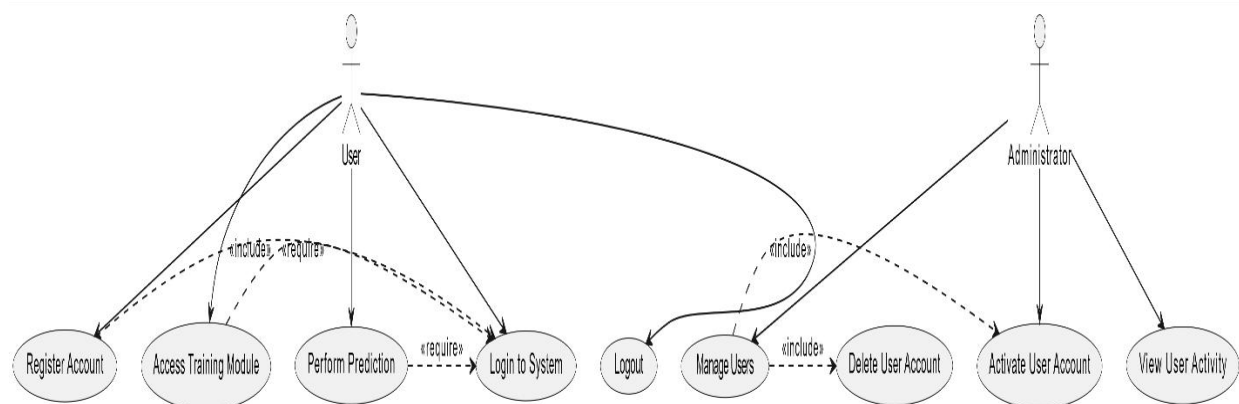 User
Administrator
«include» «require» «include»
«require» «include»
Register Account Access Training Module Perform Prediction Login to System Logout Manage Users Delete User Account Activate User Account View User Activity